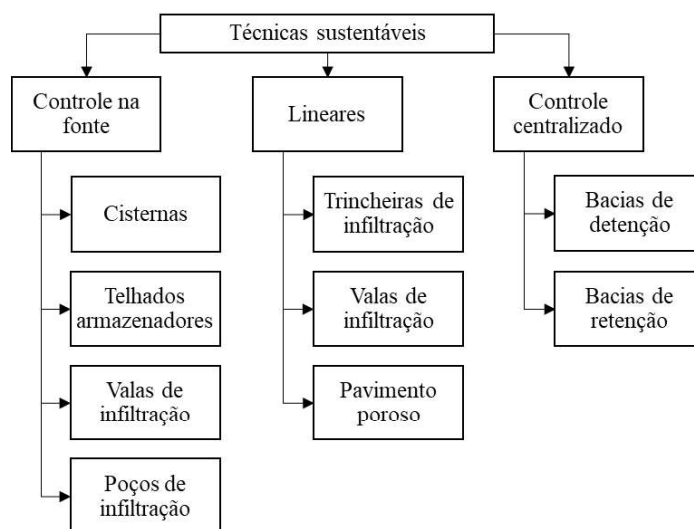 Técnicas sustentáveis
Controle na
fonte
Lineares
Controle
centralizado
Cisternas
Telhados
armazenadores
Valas de
infiltração
Poços de
infiltração
Trincheiras de
infiltração
Valas de
infiltração
Pavimento
poroso
Bacias de
detenção
Bacias de
retenção